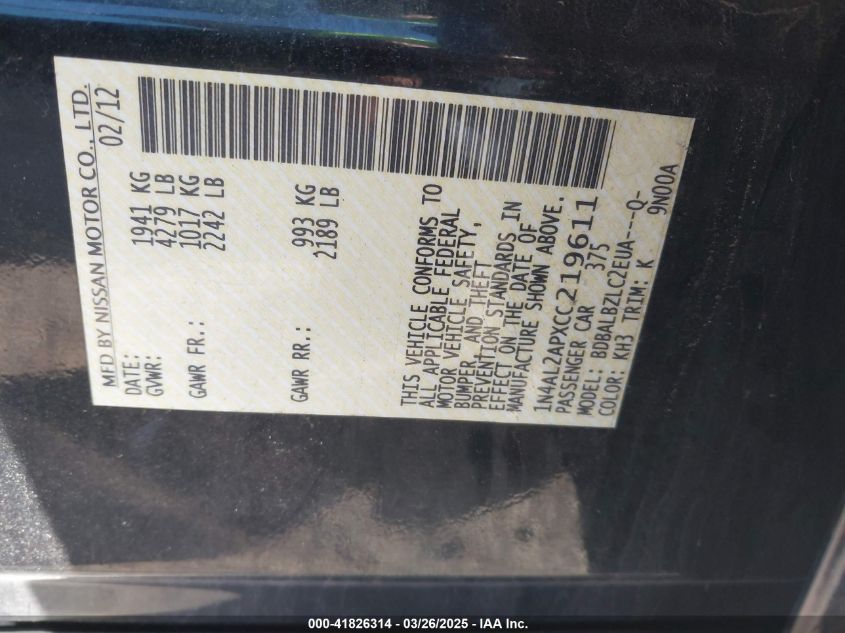 MFD BY NISSAN MOTOR CO., LTD.
DATE: 02/12
GVWR: 1941 KG
4279 LB
GAWR FR.: 1017 KG
2242 LB
GAWR RR.: 993 KG
2189 LB
THIS VEHICLE CONFORMS TO
ALL APPLICABLE FEDERAL
MOTOR VEHICLE SAFETY,
BUMPER, AND THEFT
PREVENTION STANDARDS IN
EFFECT ON THE DATE OF
MANUFACTURE SHOWN ABOVE.
1N4AL2APXCC219611
PASSENGER CAR 375
MODEL: BDBALBZLC2EUA---Q-
COLOR: KH3 TRIM: K 9N00A
000-41826314 - 03/26/2025 - IAA Inc.